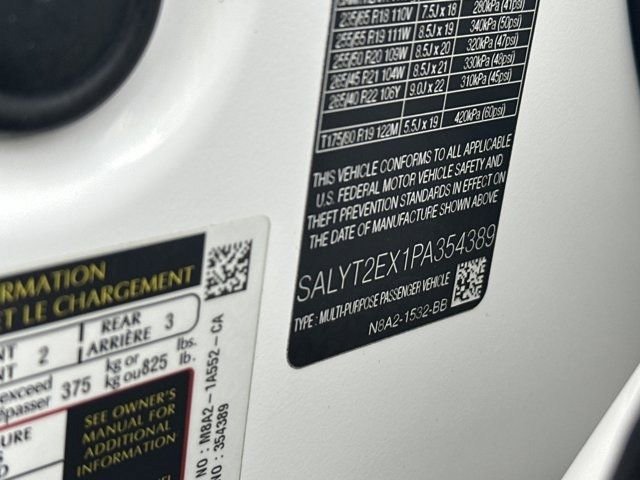 235/65 R18 110V 7.5J x 18 280kPa (41psi)
255/55 R19 111W 8.5J x 19 340kPa (50psi)
255/50 R20 109W 8.5J x 20 320kPa (47psi)
265/45 R21 104W 8.5J x 21 330kPa (48psi)
265/40 R22 106Y 9.0J x 22 310kPa (45psi)
T175/80 R19 122M 5.5J x 19 420kPa (60psi)
THIS VEHICLE CONFORMS TO ALL APPLICABLE
U.S. FEDERAL MOTOR VEHICLE SAFETY AND
THEFT PREVENTION STANDARDS IN EFFECT ON
THE DATE OF MANUFACTURE SHOWN ABOVE
SALYT2EX1PA354389
TYPE : MULTI-PURPOSE PASSENGER VEHICLE
N8A2-1532-BB
RMATION
ET LE CHARGEMENT
NT 2 REAR 3
NT ARRIÈRE
exceed 375 kg or 825 lbs.
passer kg ou lb.
URE
S
D
SEE OWNER'S
MANUAL FOR
ADDITIONAL
INFORMATION
NO : M8A2-1A552-CA
NO : 354389